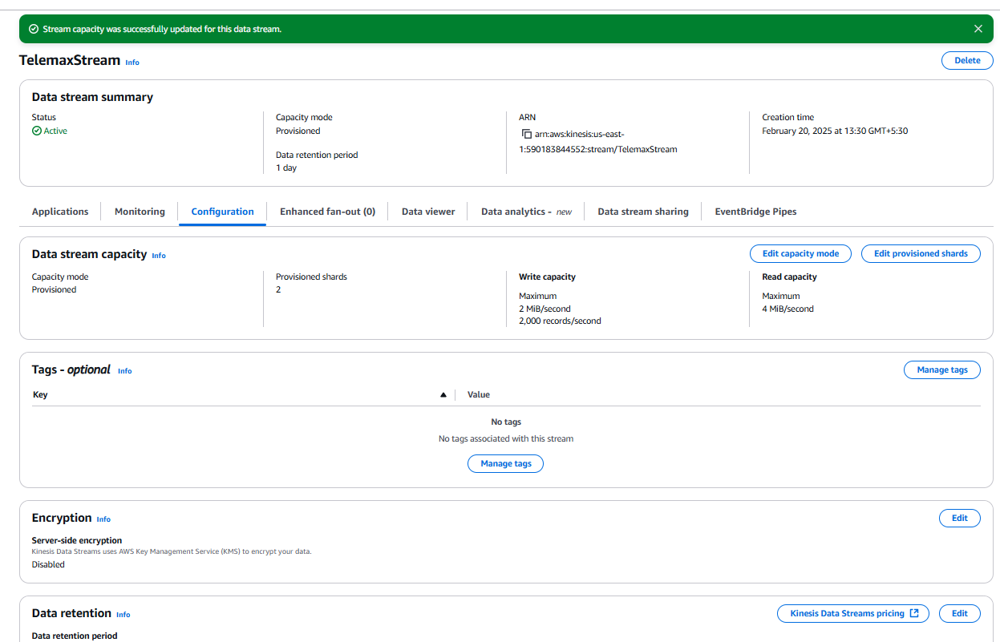 Stream capacity was successfully updated for this data stream.
TelemaxStream Info
Delete
Data stream summary
Status
Active
Capacity mode
Provisioned
Data retention period
1 day
ARN
arn:aws:kinesis:us-east-
1:590183844552:stream/TelemaxStream
Creation time
February 20, 2025 at 13:30 GMT+5:30
Applications
Monitoring
Configuration
Enhanced fan-out (0)
Data viewer
Data analytics - new
Data stream sharing
EventBridge Pipes
Data stream capacity Info
Edit capacity mode
Edit provisioned shards
Capacity mode
Provisioned
Provisioned shards
2
Write capacity
Maximum
2 MiB/second
2,000 records/second
Read capacity
Maximum
4 MiB/second
Tags - optional Info
Manage tags
Key
Value
No tags
No tags associated with this stream
Manage tags
Encryption Info
Edit
Server-side encryption
Kinesis Data Streams uses AWS Key Management Service (KMS) to encrypt your data.
Disabled
Data retention Info
Kinesis Data Streams pricing
Edit
Data retention period